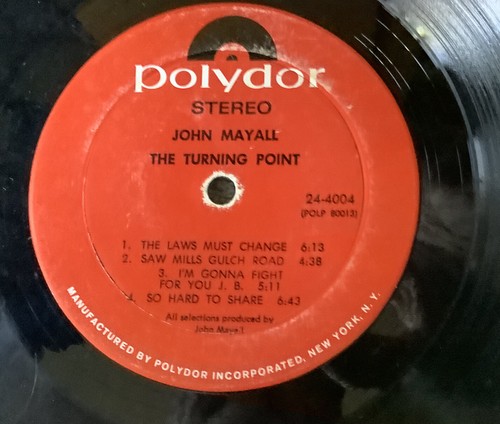 polydor
STEREO
JOHN MAYALL
THE TURNING POINT
24-4004
(POLP 80013)
1. THE LAWS MUST CHANGE 6:13
2. SAW MILLS GULCH ROAD 4:38
3. I'M GONNA FIGHT
FOR YOU J. B. 5:11
4. SO HARD TO SHARE 6:43
All selections produced by
John Mayall
MANUFACTURED BY POLYDOR INCORPORATED, NEW YORK, N. Y.